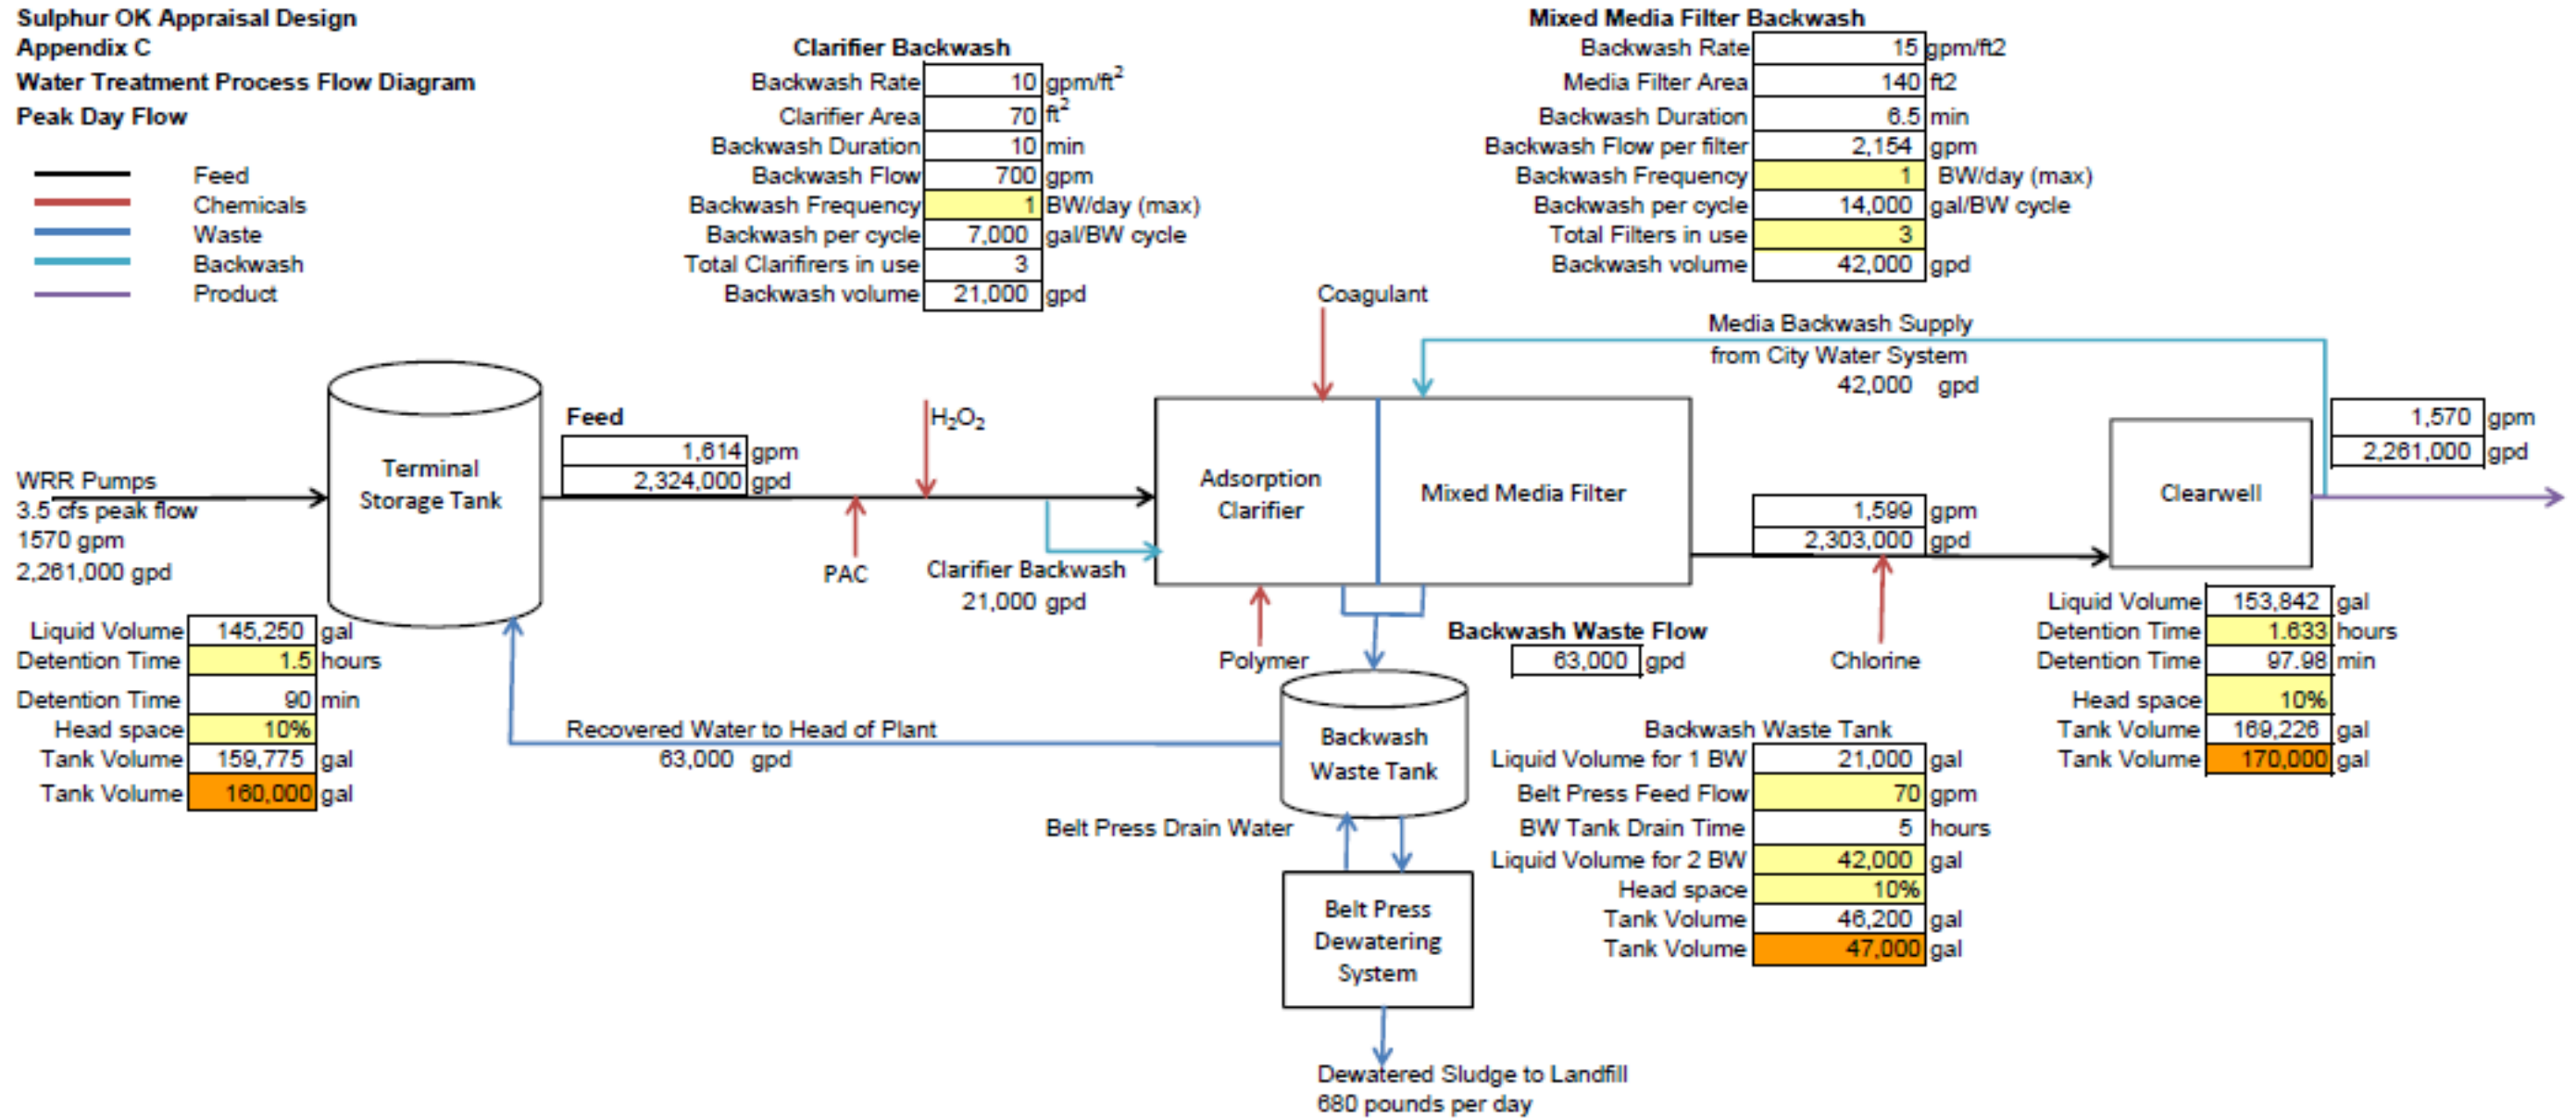 Sulphur OK Appraisal Design
Appendix C
Water Treatment Process Flow Diagram
Peak Day Flow
Feed
Chemicals
Waste
Backwash
Product
Clarifier Backwash
Backwash Rate 10 gpm/ft²
Clarifier Area 70 ft²
Backwash Duration 10 min
Backwash Flow 700 gpm
Backwash Frequency 1 BW/day (max)
Backwash per cycle 7,000 gal/BW cycle
Total Clarifirers in use 3
Backwash volume 21,000 gpd
Mixed Media Filter Backwash
Backwash Rate 15 gpm/ft2
Media Filter Area 140 ft2
Backwash Duration 6.5 min
Backwash Flow per filter 2,154 gpm
Backwash Frequency 1 BW/day (max)
Backwash per cycle 14,000 gal/BW cycle
Total Filters in use 3
Backwash volume 42,000 gpd
Coagulant
Media Backwash Supply
from City Water System
42,000 gpd
WRR Pumps
3.5 cfs peak flow
1570 gpm
2,261,000 gpd
Terminal
Storage Tank
Feed
1,614 gpm
2,324,000 gpd
H₂O₂
PAC
Clarifier Backwash
21,000 gpd
Adsorption
Clarifier
Mixed Media Filter
Polymer
1,599 gpm
2,303,000 gpd
Chlorine
Clearwell
1,570 gpm
2,261,000 gpd
Liquid Volume 145,250 gal
Detention Time 1.5 hours
Detention Time 90 min
Head space 10%
Tank Volume 159,775 gal
Tank Volume 160,000 gal
Recovered Water to Head of Plant
63,000 gpd
Backwash Waste Flow
63,000 gpd
Backwash
Waste Tank
Belt Press Drain Water
Belt Press
Dewatering
System
Dewatered Sludge to Landfill
680 pounds per day
Backwash Waste Tank
Liquid Volume for 1 BW 21,000 gal
Belt Press Feed Flow 70 gpm
BW Tank Drain Time 5 hours
Liquid Volume for 2 BW 42,000 gal
Head space 10%
Tank Volume 46,200 gal
Tank Volume 47,000 gal
Liquid Volume 153,842 gal
Detention Time 1.633 hours
Detention Time 97.98 min
Head space 10%
Tank Volume 169,226 gal
Tank Volume 170,000 gal